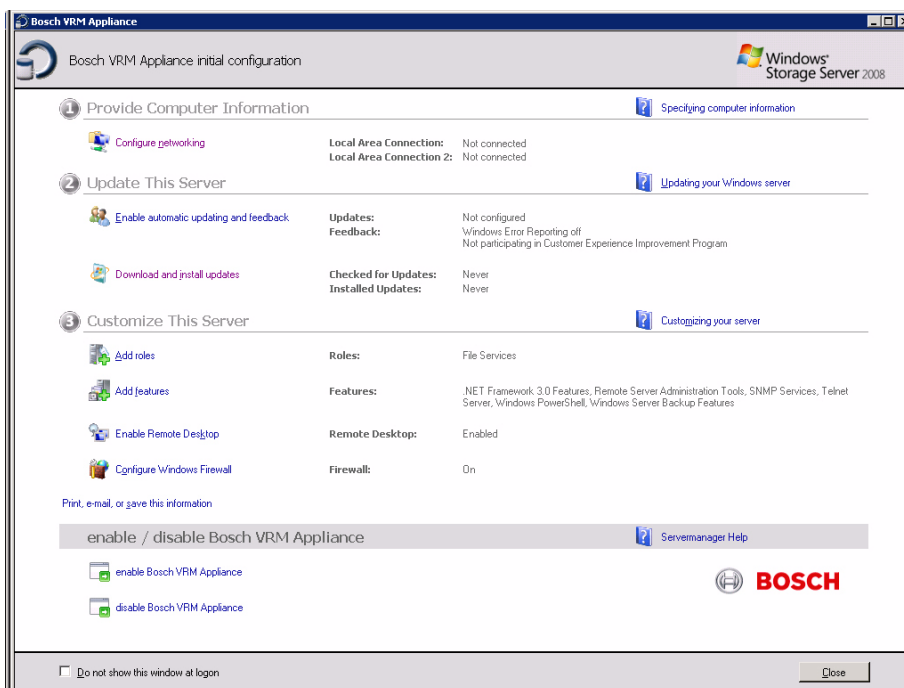 Bosch VRM Appliance
Bosch VRM Appliance initial configuration
Windows Storage Server 2008
1 Provide Computer Information
Specifying computer information
Configure networking
Local Area Connection: Not connected
Local Area Connection 2: Not connected
2 Update This Server
Updating your Windows server
Enable automatic updating and feedback
Updates: Not configured
Feedback: Windows Error Reporting off
Not participating in Customer Experience Improvement Program
Download and install updates
Checked for Updates: Never
Installed Updates: Never
3 Customize This Server
Customizing your server
Add roles
Roles: File Services
Add features
Features: .NET Framework 3.0 Features, Remote Server Administration Tools, SNMP Services, Telnet
Server, Windows PowerShell, Windows Server Backup Features
Enable Remote Desktop
Remote Desktop: Enabled
Configure Windows Firewall
Firewall: On
Print, e-mail, or save this information
enable / disable Bosch VRM Appliance
Servermanager Help
enable Bosch VRM Appliance
BOSCH
disable Bosch VRM Appliance
Do not show this window at logon
Close